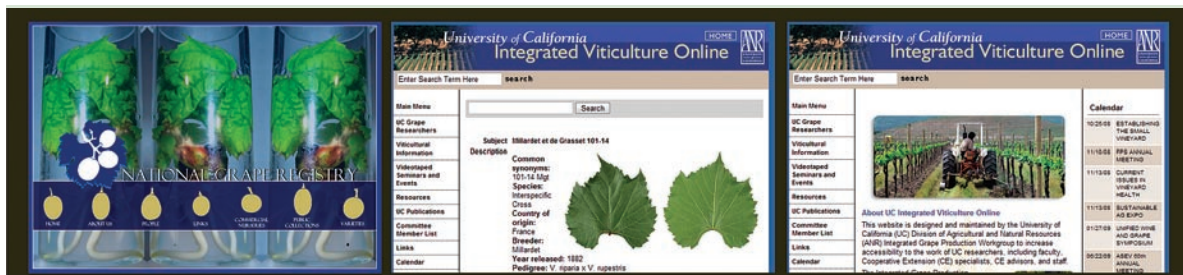 NATIONAL GRAPE REGISTRY
HOME
ABOUT US
PEOPLE
LINKS
COMMERCIAL
NURSERIES
PUBLIC
COLLECTIONS
VARIETIES
University of California
Integrated Viticulture Online
HOME
ANR
Enter Search Term Here
search
Main Menu
UC Grape
Researchers
Viticultural
Information
Videotaped
Seminars and
Events
Resources
UC Publications
Committee
Member List
Links
Calendar
Search
Subject Millardet et de Grasset 101-14
Description
Common
synonyms:
101-14 Mgt
Species:
Interspecific
Cross
Country of
origin:
France
Breeder:
Millardet
Year released: 1882
Pedigree: V. riparia x V. rupestris
University of California
Integrated Viticulture Online
HOME
ANR
Enter Search Term Here
search
Main Menu
UC Grape
Researchers
Viticultural
Information
Videotaped
Seminars and
Events
Resources
UC Publications
Committee
Member List
Links
Calendar
About UC Integrated Viticulture Online
This website is designed and maintained by the University of
California (UC) Division of Agricultural and Natural Resources
(ANR) Integrated Grape Production Workgroup to increase
accessibility to the work of UC researchers, including faculty,
Cooperative Extension (CE) specialists, CE advisors, and staff.
The Integrated Grape Production
Calendar
10/25/08 ESTABLISHING
THE SMALL
VINEYARD
11/10/08 FPS ANNUAL
MEETING
11/13/08 CURRENT
ISSUES IN
VINEYARD
HEALTH
11/13/08 SUSTAINABLE
AG EXPO
01/27/09 UNIFIED WINE
AND GRAPE
SYMPOSIUM
06/22/09 ASEV 60th
ANNUAL
MEETING